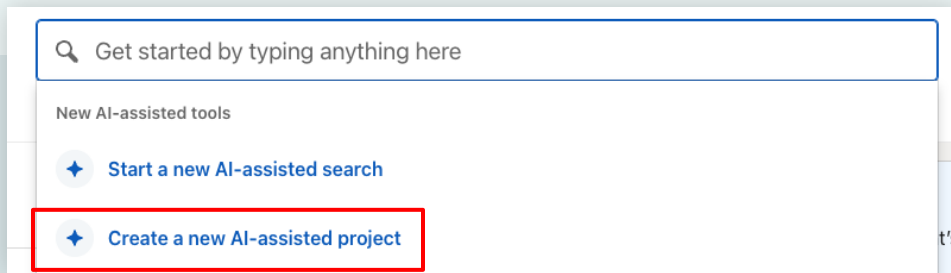 Get started by typing anything here
New AI-assisted tools
Start a new AI-assisted search
Create a new AI-assisted project